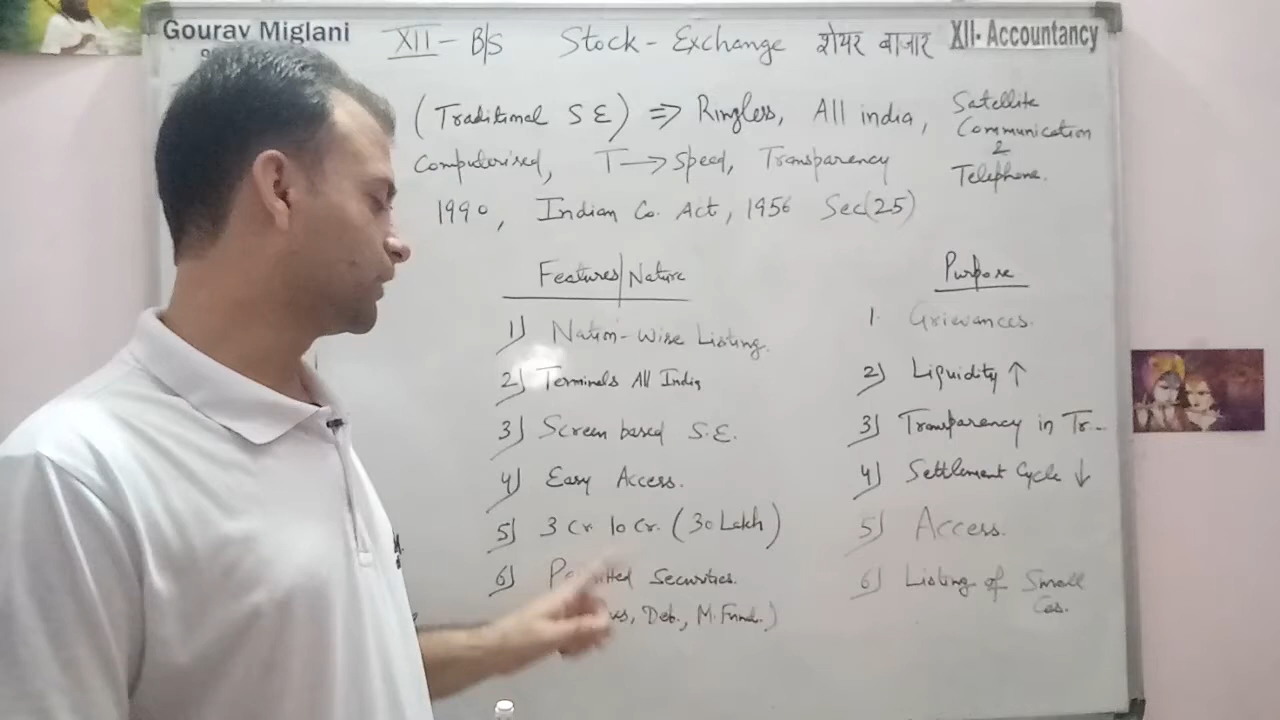 Gourav Miglani
XII - B/S Stock - Exchange शेयर बाजार
XII- Accountancy
(Traditional S E) => Ringless, All india,
Satellite
Communication
&
Telephone.
Computerised, T → speed, Transparency
1990, Indian Co. Act, 1956 Sec(25)
Features/Nature
1) Nation-Wise Listing.
2) Terminals All India
3) Screen based S.E.
4) Easy Access.
5) 3 Cr. 10 Cr. (30 Lakh)
6) Securities.
Deb., M. Fund.)
Purpose
1. Grievances.
2) Liquidity ↑
3) Transparency in Tr--
4) Settlement Cycle ↓
5) Access.
6) Listing of Small
Cos.